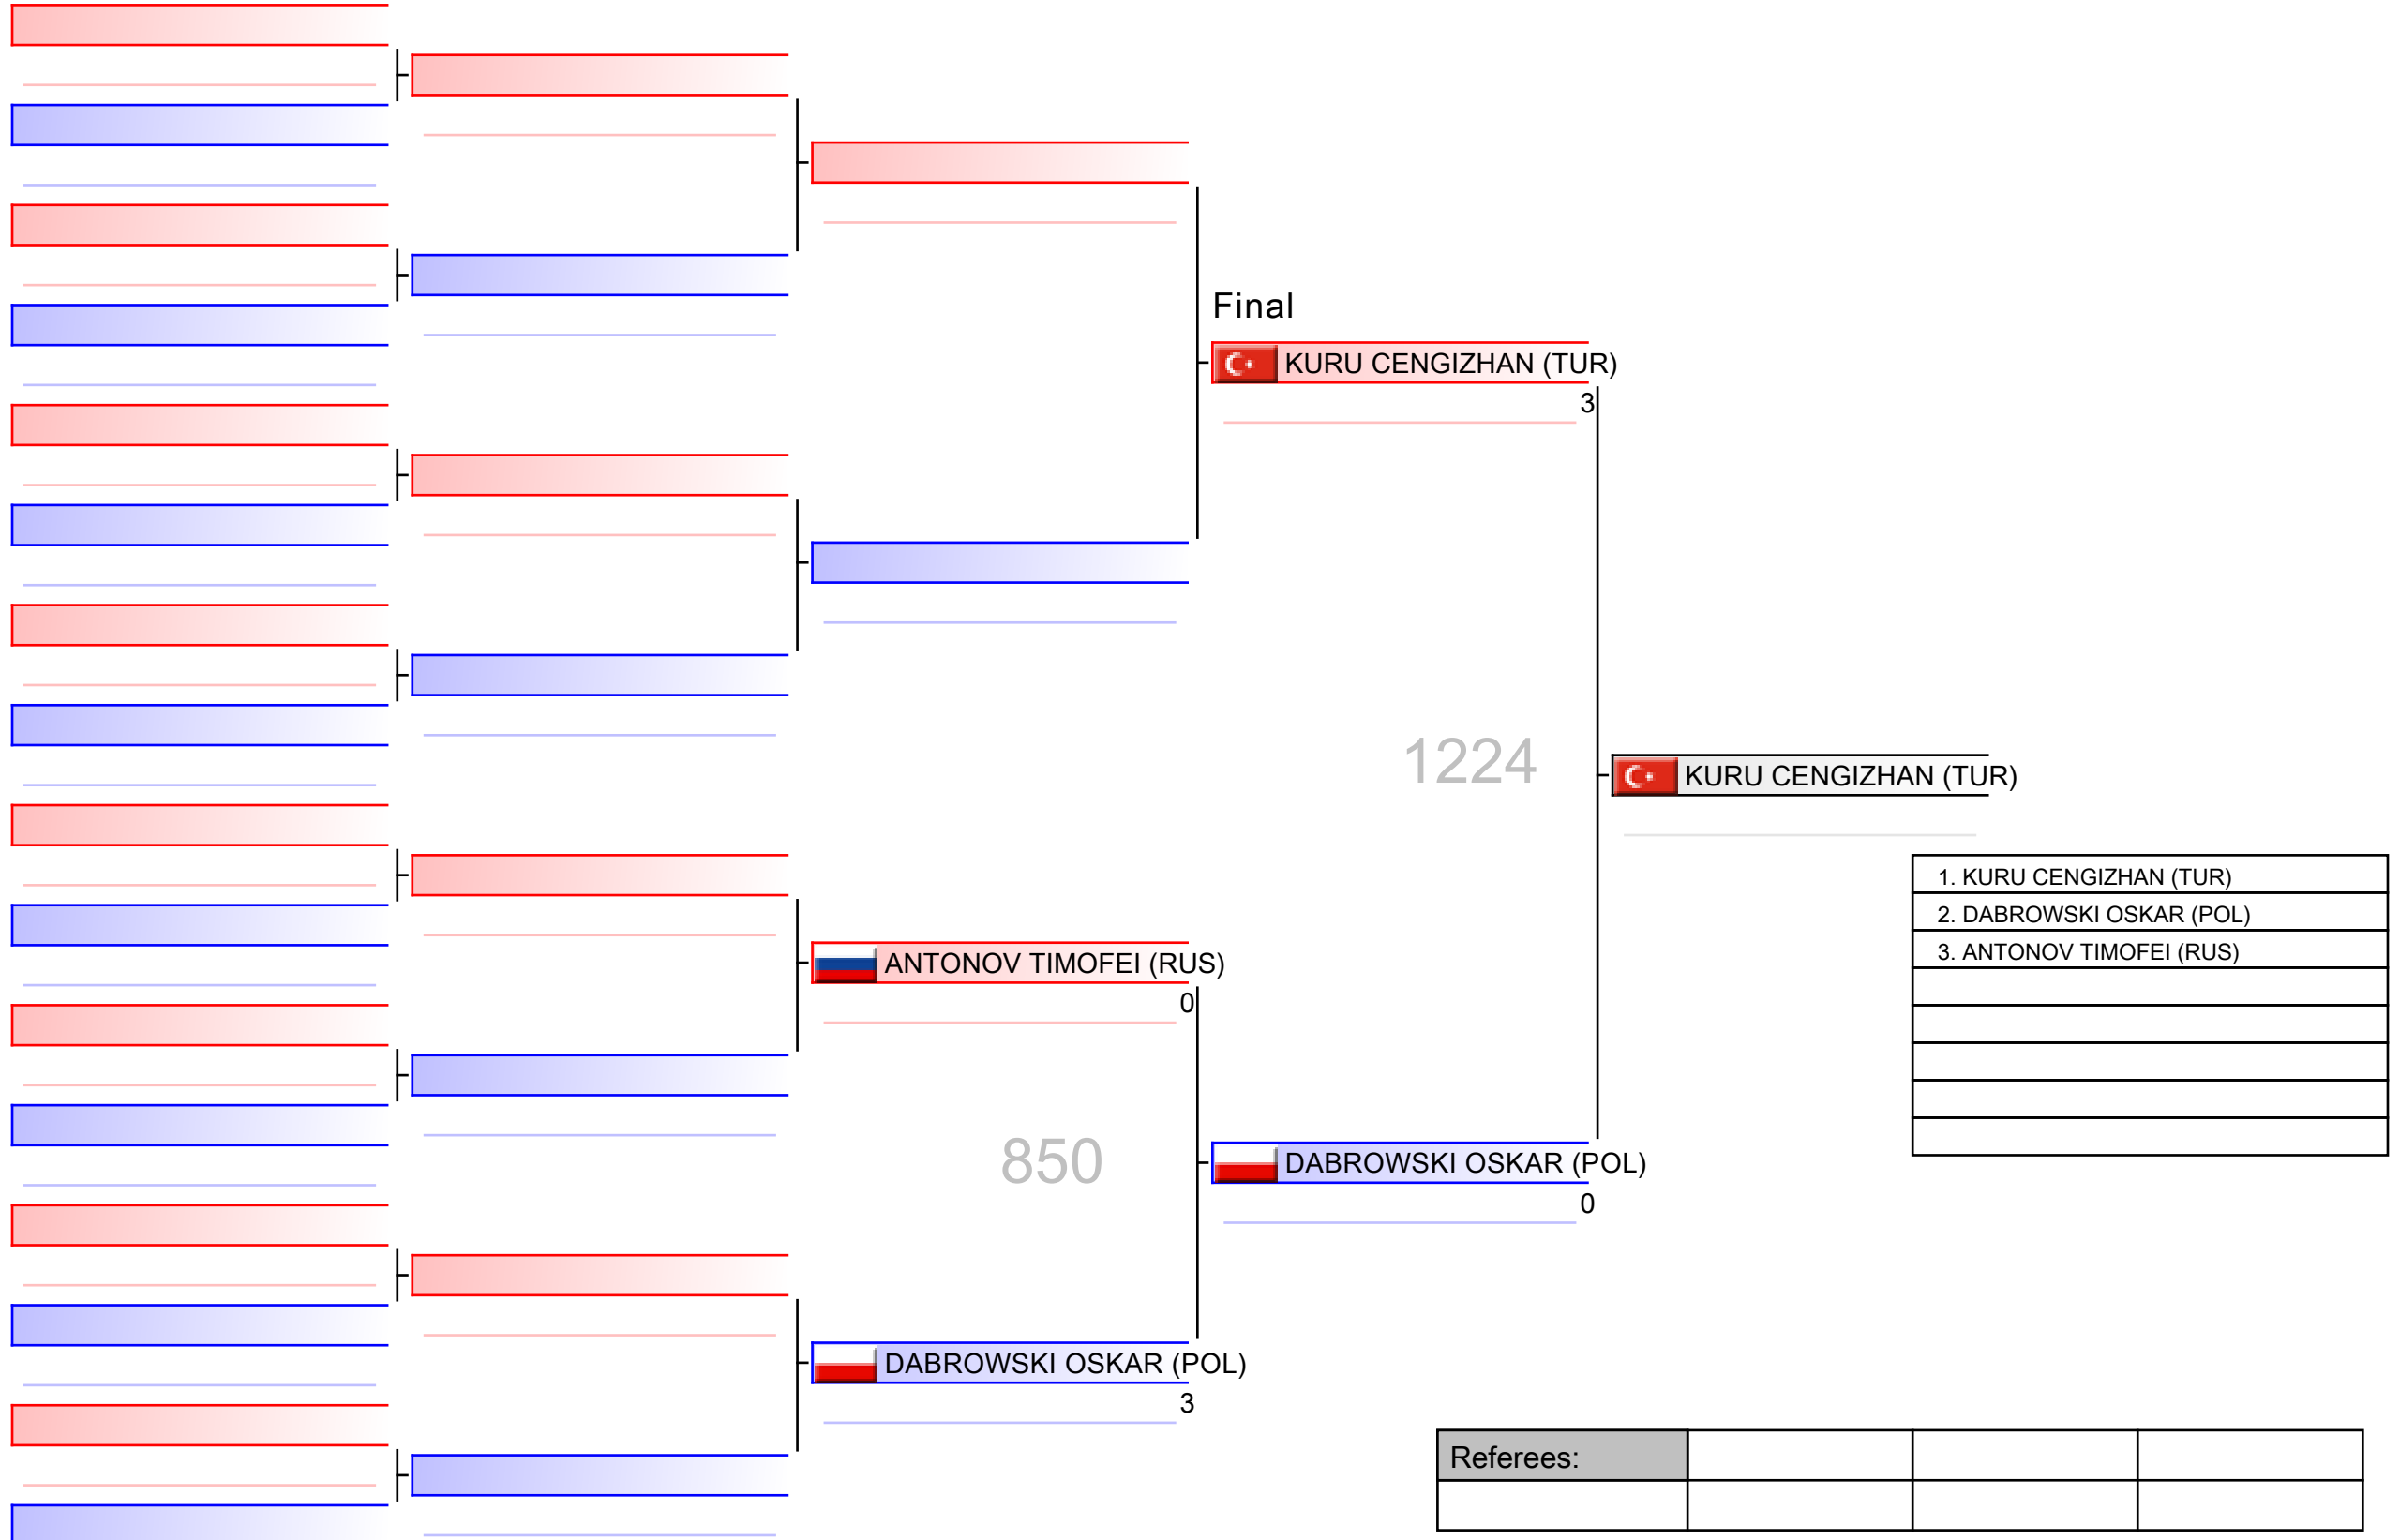 Final
KURU CENGIZHAN (TUR)
3
1224
KURU CENGIZHAN (TUR)
1. KURU CENGIZHAN (TUR)
2. DABROWSKI OSKAR (POL)
3. ANTONOV TIMOFEI (RUS)
ANTONOV TIMOFEI (RUS)
0
850
DABROWSKI OSKAR (POL)
0
DABROWSKI OSKAR (POL)
3
Referees: